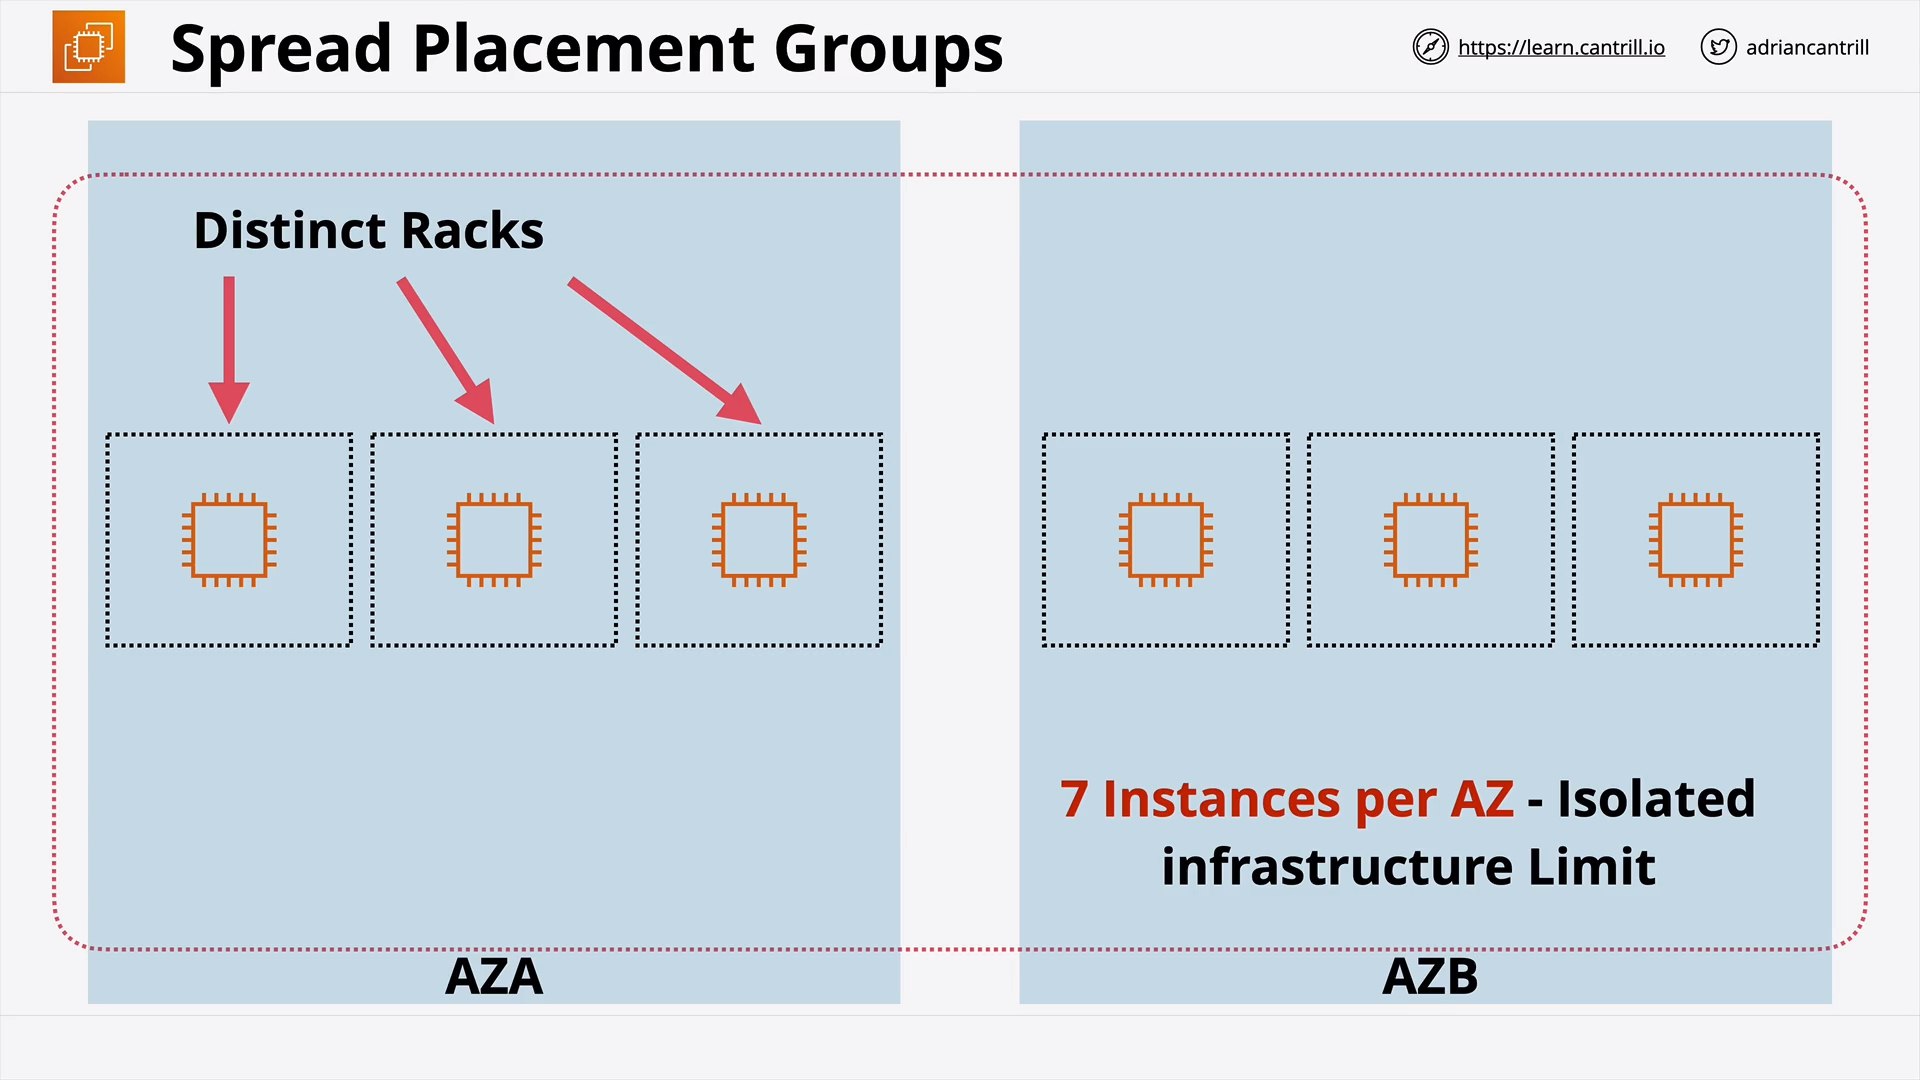 Spread Placement Groups
https://learn.cantrill.io
adriancantrill
Distinct Racks
7 Instances per AZ - Isolated
infrastructure Limit
AZA
AZB